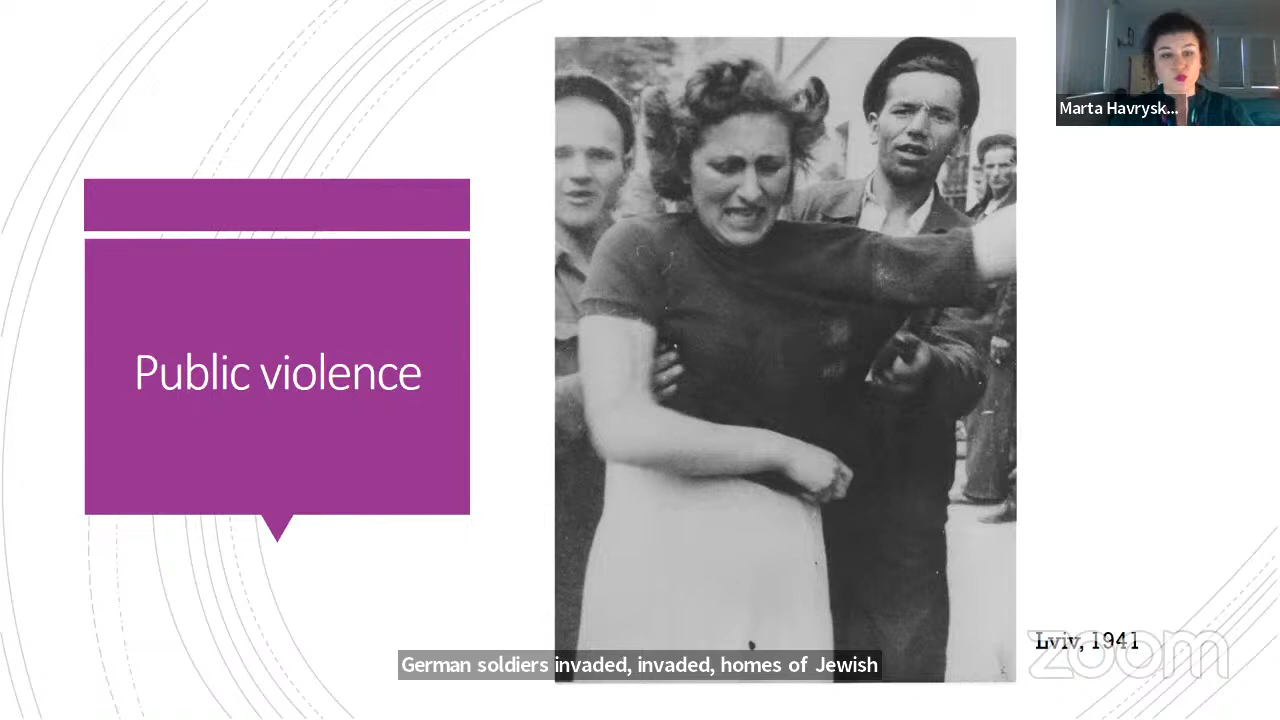 Marta Havrysk...
Public violence
Lviv, 1941
zoom
German soldiers invaded, invaded, homes of Jewish